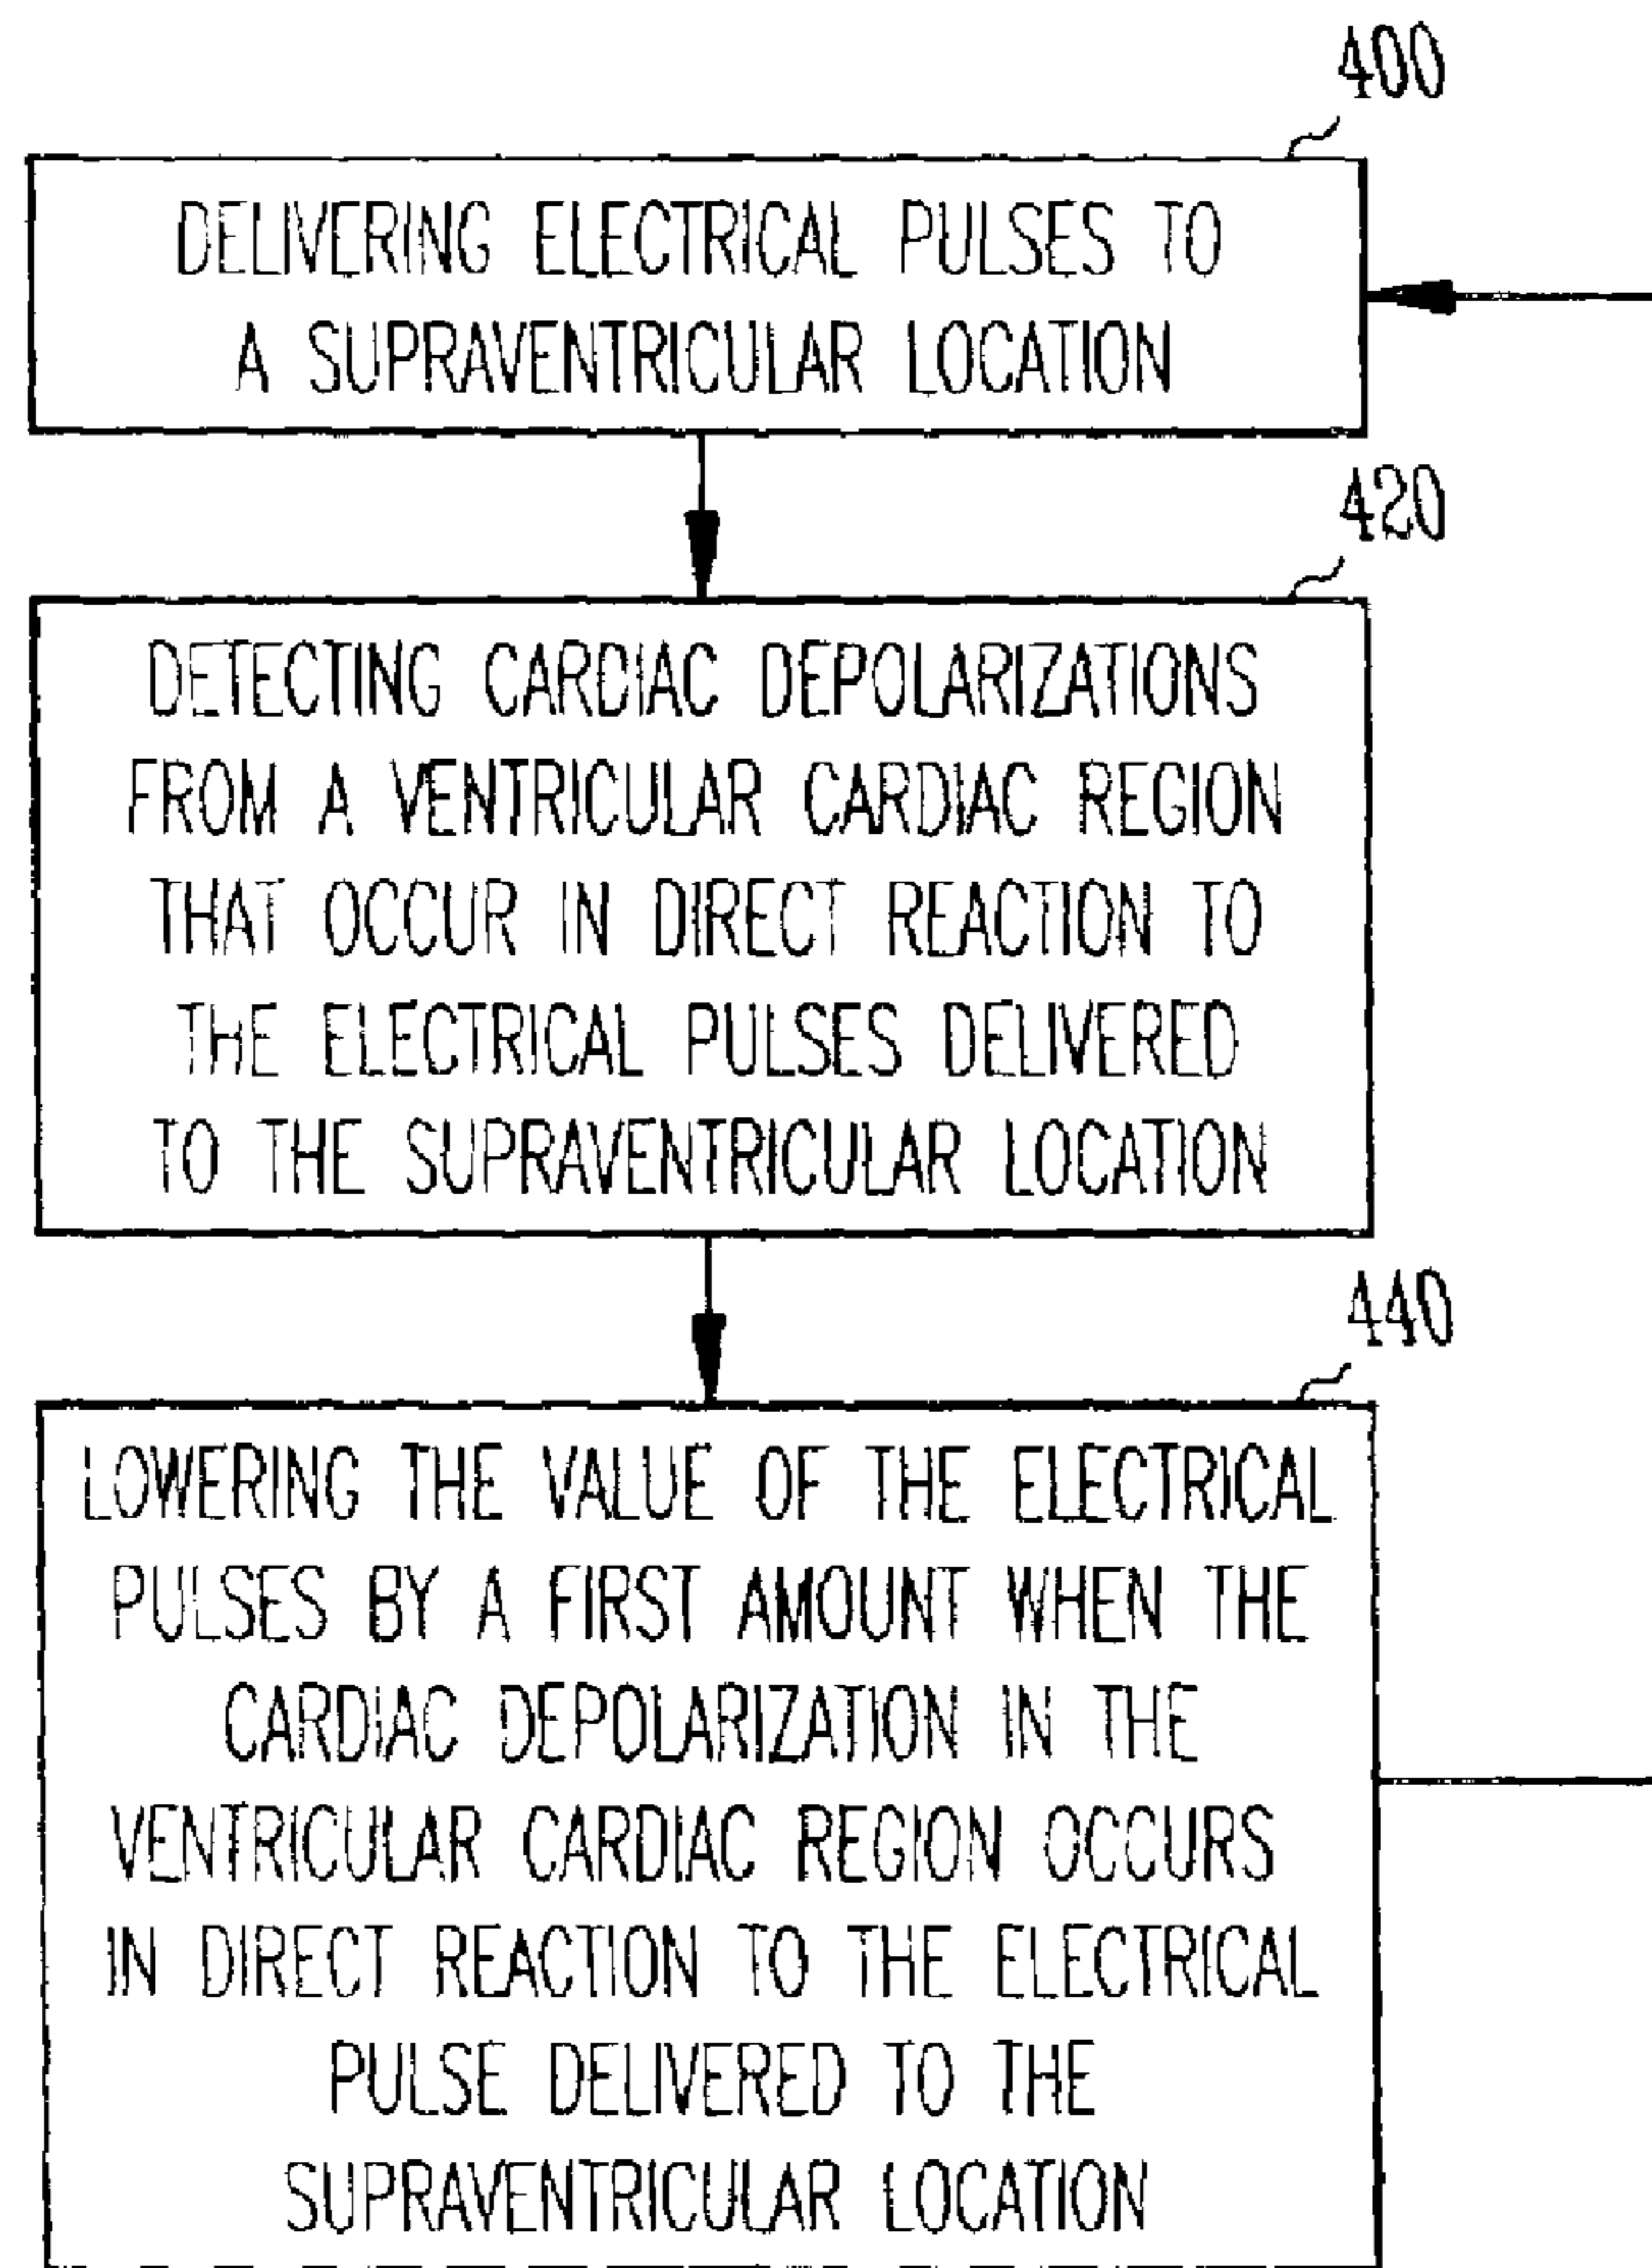 400
DELIVERING ELECTRICAL PULSES TO
A SUPRAVENTRICULAR LOCATION
420
DETECTING CARDIAC DEPOLARIZATIONS
FROM A VENTRICULAR CARDIAC REGION
THAT OCCUR IN DIRECT REACTION TO
THE ELECTRICAL PULSES DELIVERED
TO THE SUPRAVENTRICULAR LOCATION
440
LOWERING THE VALUE OF THE ELECTRICAL
PULSES BY A FIRST AMOUNT WHEN THE
CARDIAC DEPOLARIZATION IN THE
VENTRICULAR CARDIAC REGION OCCURS
IN DIRECT REACTION TO THE ELECTRICAL
PULSE DELIVERED TO THE
SUPRAVENTRICULAR LOCATION